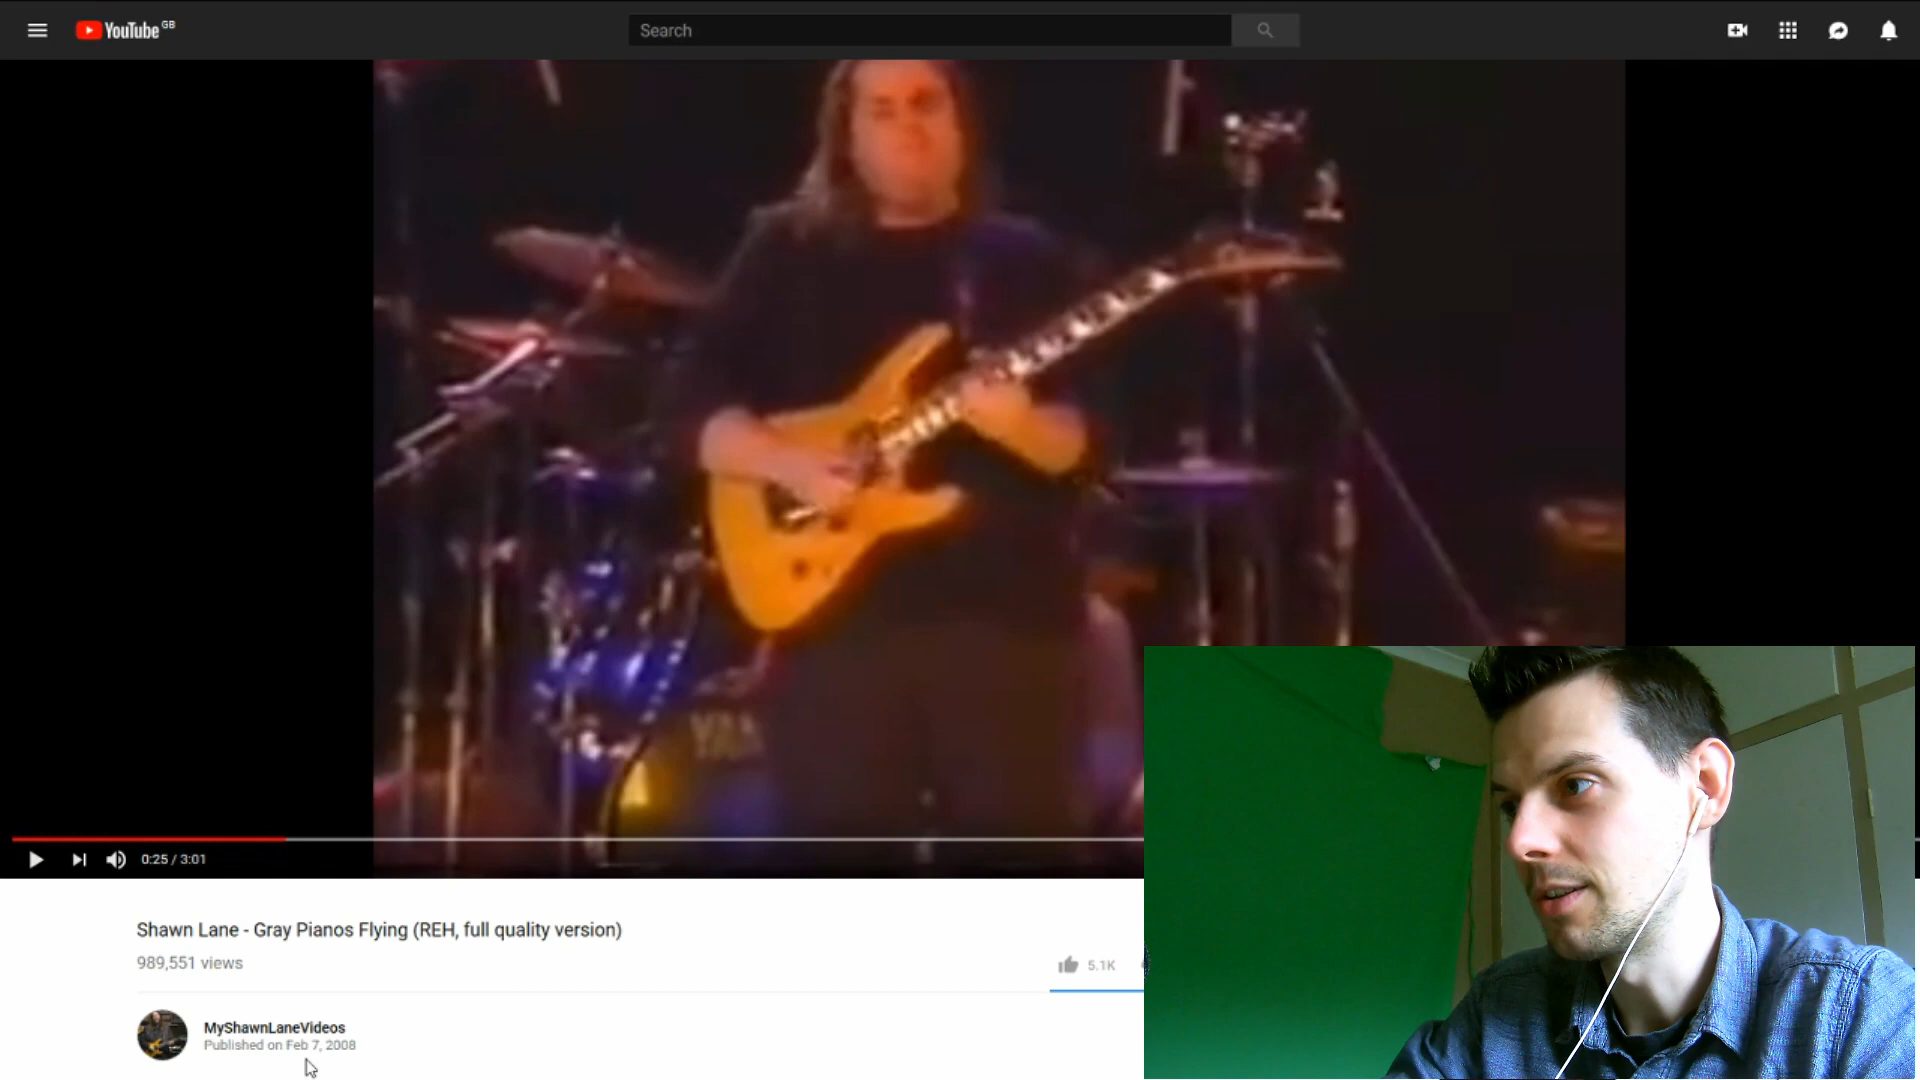 YouTube GB
Search
YAM
0:25 / 3:01
Shawn Lane - Gray Pianos Flying (REH, full quality version)
989,551 views
5.1K
MyShawnLaneVideos
Published on Feb 7, 2008